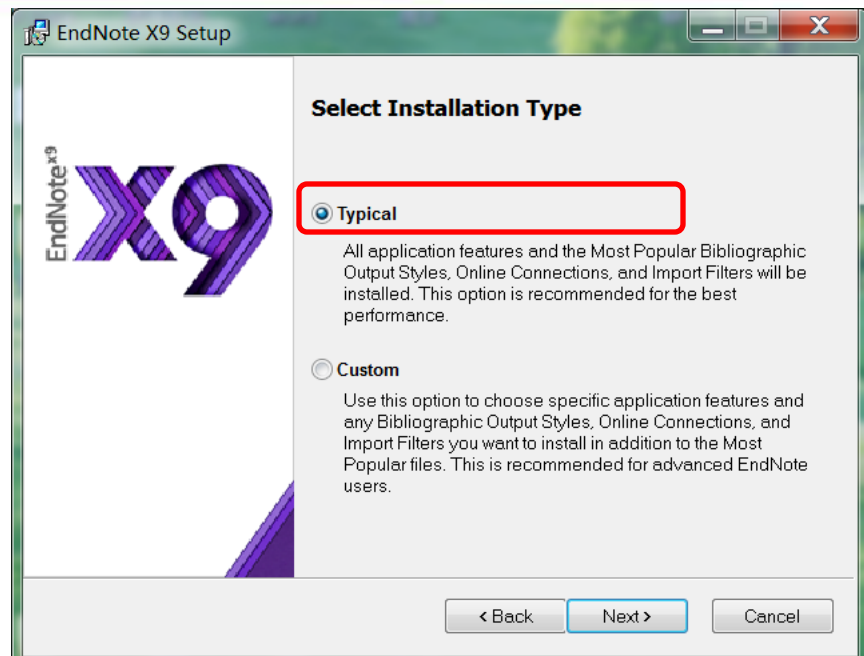 EndNote X9 Setup
EndNote x9
X9
Select Installation Type
Typical
All application features and the Most Popular Bibliographic
Output Styles, Online Connections, and Import Filters will be
installed. This option is recommended for the best
performance.
Custom
Use this option to choose specific application features and
any Bibliographic Output Styles, Online Connections, and
Import Filters you want to install in addition to the Most
Popular files. This is recommended for advanced EndNote
users.
< Back Next > Cancel